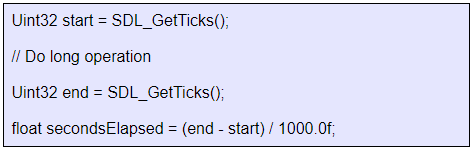 Uint32 start = SDL_GetTicks();
// Do long operation
Uint32 end = SDL_GetTicks();
float secondsElapsed = (end - start) / 1000.0f;